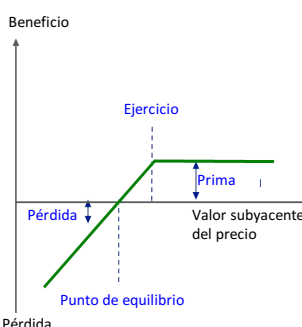 Beneficio
Ejercicio
Prima
Pérdida
Valor subyacente
del precio
Punto de equilibrio
Pérdida